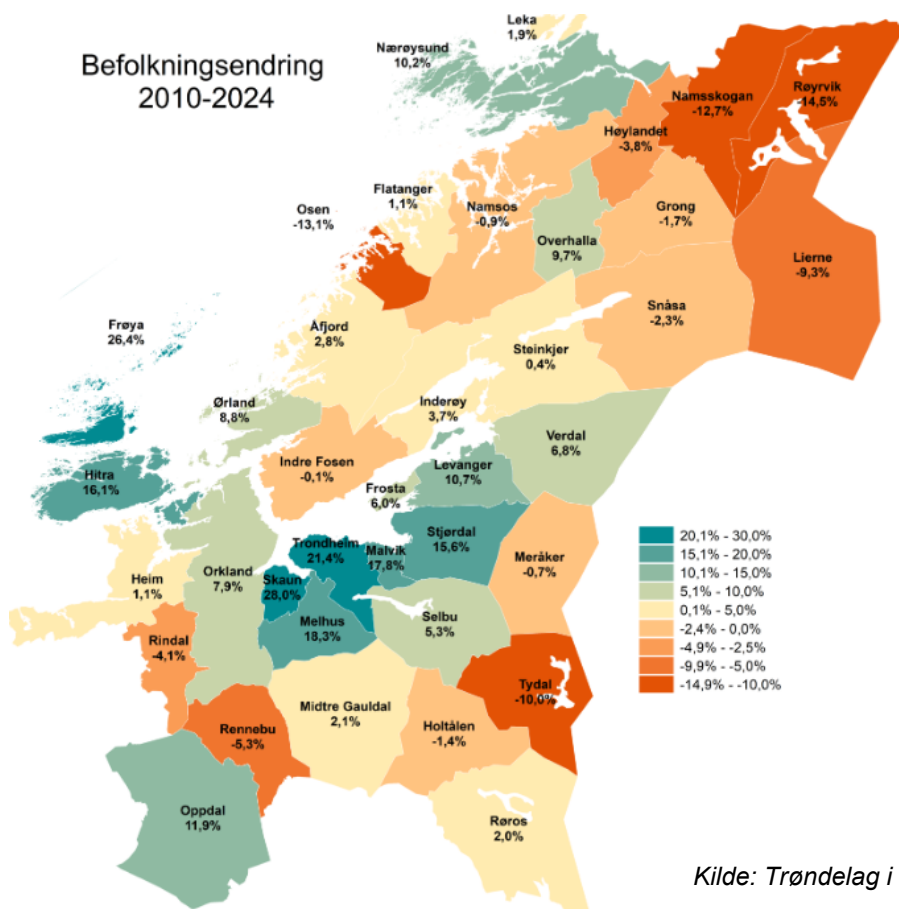 Befolkningsendring
2010-2024
Leka
1,9%
Nærøysund
10,2%
Namsskogan
-12,7%
Røyrvik
-14,5%
Høylandet
-3,8%
Flatanger
1,1%
Namsos
-0,9%
Osen
-13,1%
Grong
-1,7%
Overhalla
9,7%
Lierne
-9,3%
Snåsa
-2,3%
Frøya
26,4%
Åfjord
2,8%
Steinkjer
0,4%
Ørland
8,8%
Inderøy
3,7%
Verdal
6,8%
Indre Fosen
-0,1%
Levanger
10,7%
Hitra
16,1%
Frosta
6,0%
Stjørdal
15,6%
Trondheim
21,4%
Malvik
17,8%
Meråker
-0,7%
Orkland
7,9%
Heim
1,1%
Skaun
28,0%
Melhus
18,3%
Selbu
5,3%
Rindal
-4,1%
Tydal
-10,0%
Midtre Gauldal
2,1%
Holtålen
-1,4%
Rennebu
-5,3%
Oppdal
11,9%
Røros
2,0%
20,1% - 30,0%
15,1% - 20,0%
10,1% - 15,0%
5,1% - 10,0%
0,1% - 5,0%
-2,4% - 0,0%
-4,9% - -2,5%
-9,9% - -5,0%
-14,9% - -10,0%
Kilde: Trøndelag i